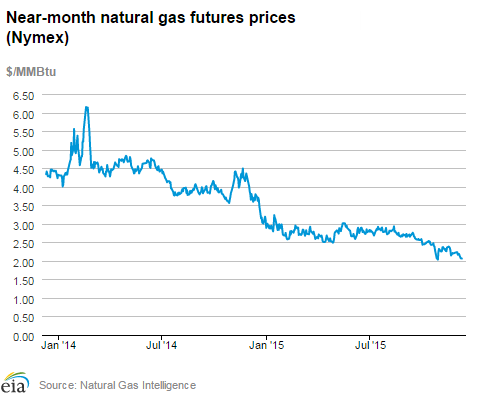 Near-month natural gas futures prices
(Nymex)
$/MMBtu
6.50
6.00
5.50
5.00
4.50
4.00
3.50
3.00
2.50
2.00
1.50
1.00
0.50
0.00
Jan '14 Jul '14 Jan '15 Jul '15
eia Source: Natural Gas Intelligence